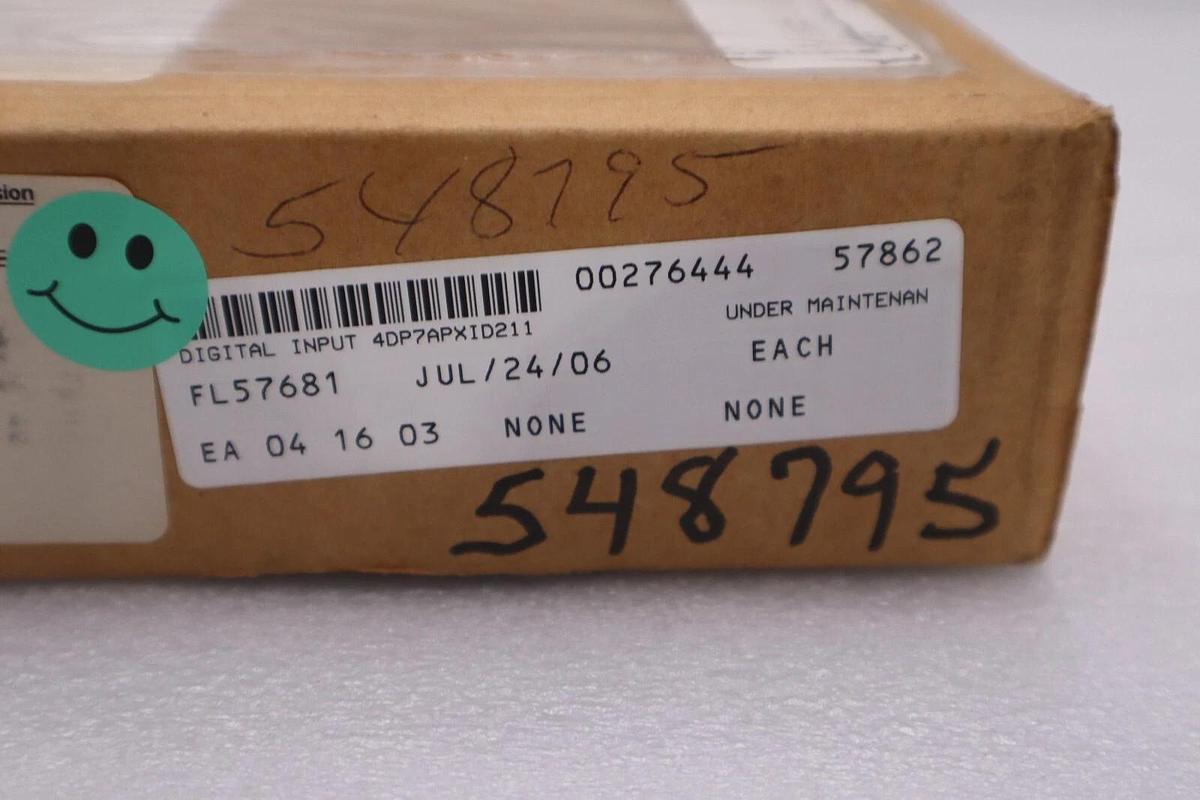 sion
548795
00276444 57862
DIGITAL INPUT 4DP7APXID211 UNDER MAINTENAN
FL57681 JUL/24/06 EACH
EA 04 16 03 NONE NONE
548795